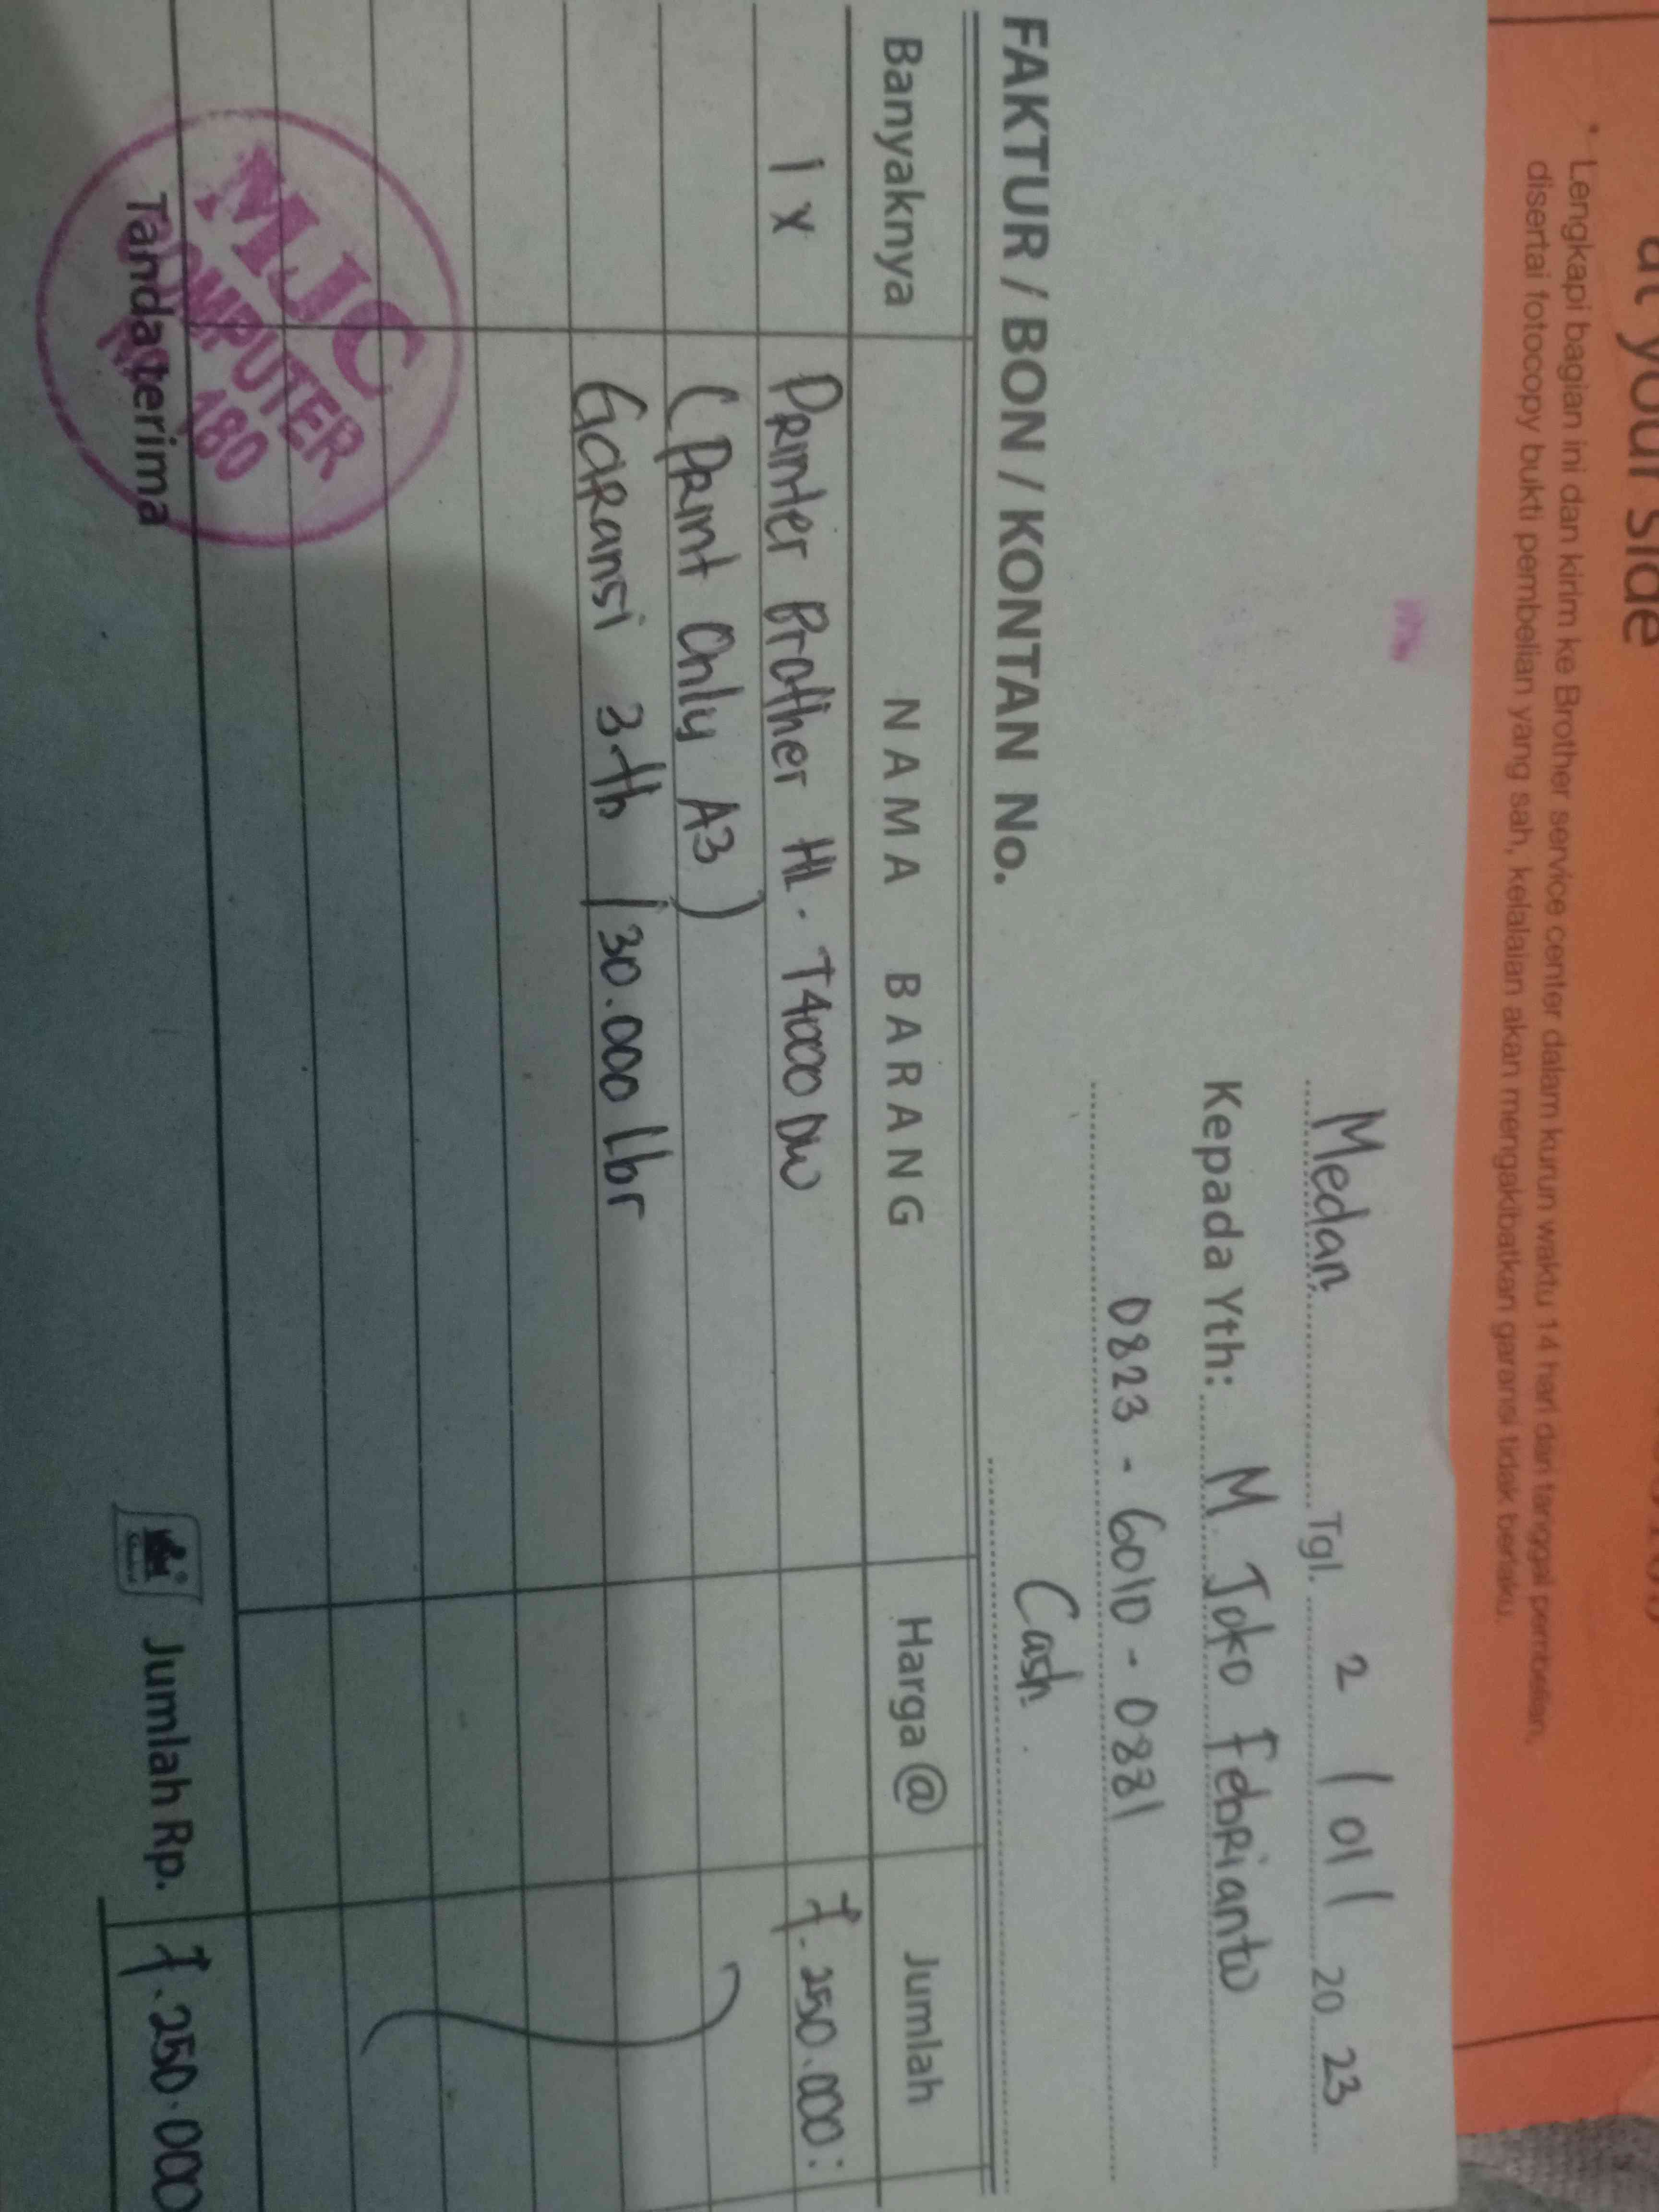 at your side
* Lengkapi bagian ini dan kirim ke Brother service center dalam kurun waktu 14 hari dari tanggal pembelian,
disertai fotocopy bukti pembelian yang sah, kelalaian akan mengakibatkan garansi tidak berlaku.
Medan Tgl. 2 / 01 / 20 23
Kepada Yth: M Joko Febrianto
0823 - 6010 - 0881
FAKTUR / BON / KONTAN No. Cash
Banyaknya NAMA BARANG Harga @ Jumlah
1 x Printer Brother HL. T4000 DW 7.250.000:
(Print Only A3)
Garansi 3 th / 30.000 lbr
MJC
COMPUTER
180
Tanda terima Jumlah Rp. 7.250.000